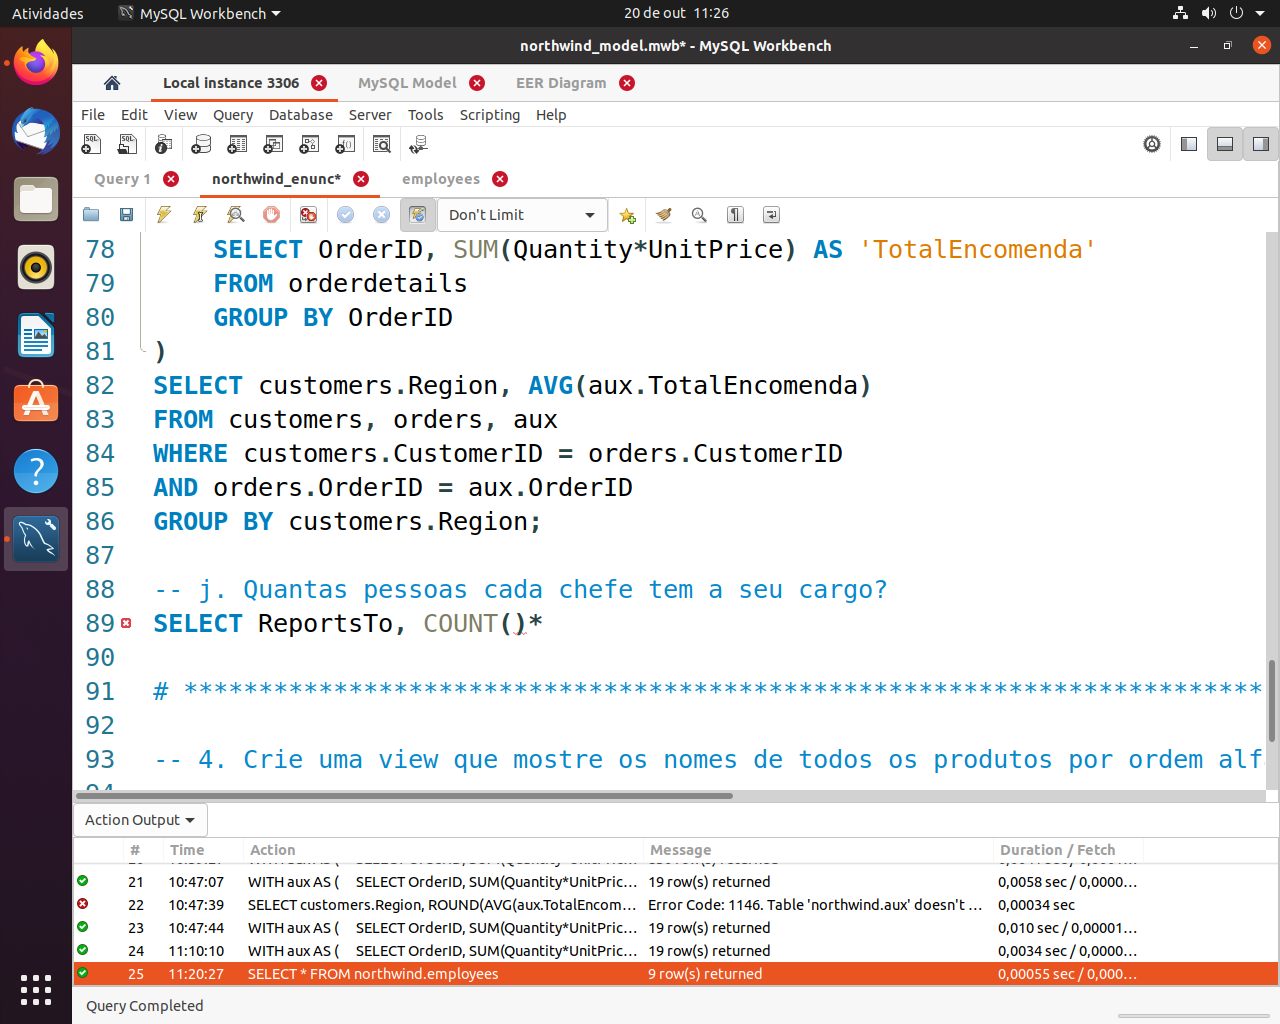 Atividades
MySQL Workbench
20 de out 11:26
northwind_model.mwb* - MySQL Workbench
Local instance 3306
MySQL Model
EER Diagram
File Edit View Query Database Server Tools Scripting Help
Query 1
northwind_enunc*
employees
Don't Limit
78 SELECT OrderID, SUM(Quantity*UnitPrice) AS 'TotalEncomenda'
79 FROM orderdetails
80 GROUP BY OrderID
81 )
82 SELECT customers.Region, AVG(aux.TotalEncomenda)
83 FROM customers, orders, aux
84 WHERE customers.CustomerID = orders.CustomerID
85 AND orders.OrderID = aux.OrderID
86 GROUP BY customers.Region;
87
88 -- j. Quantas pessoas cada chefe tem a seu cargo?
89 SELECT ReportsTo, COUNT()*
90
91 # ************************************************************************
92
93 -- 4. Crie uma view que mostre os nomes de todos os produtos por ordem alf
Action Output
# Time Action Message Duration / Fetch
21 10:47:07 WITH aux AS ( SELECT OrderID, SUM(Quantity*UnitPric... 19 row(s) returned 0,0058 sec / 0,0000...
22 10:47:39 SELECT customers.Region, ROUND(AVG(aux.TotalEncom... Error Code: 1146. Table 'northwind.aux' doesn't ... 0,00034 sec
23 10:47:44 WITH aux AS ( SELECT OrderID, SUM(Quantity*UnitPric... 19 row(s) returned 0,010 sec / 0,00001...
24 11:10:10 WITH aux AS ( SELECT OrderID, SUM(Quantity*UnitPric... 19 row(s) returned 0,0034 sec / 0,0000...
25 11:20:27 SELECT * FROM northwind.employees 9 row(s) returned 0,00055 sec / 0,000...
Query Completed